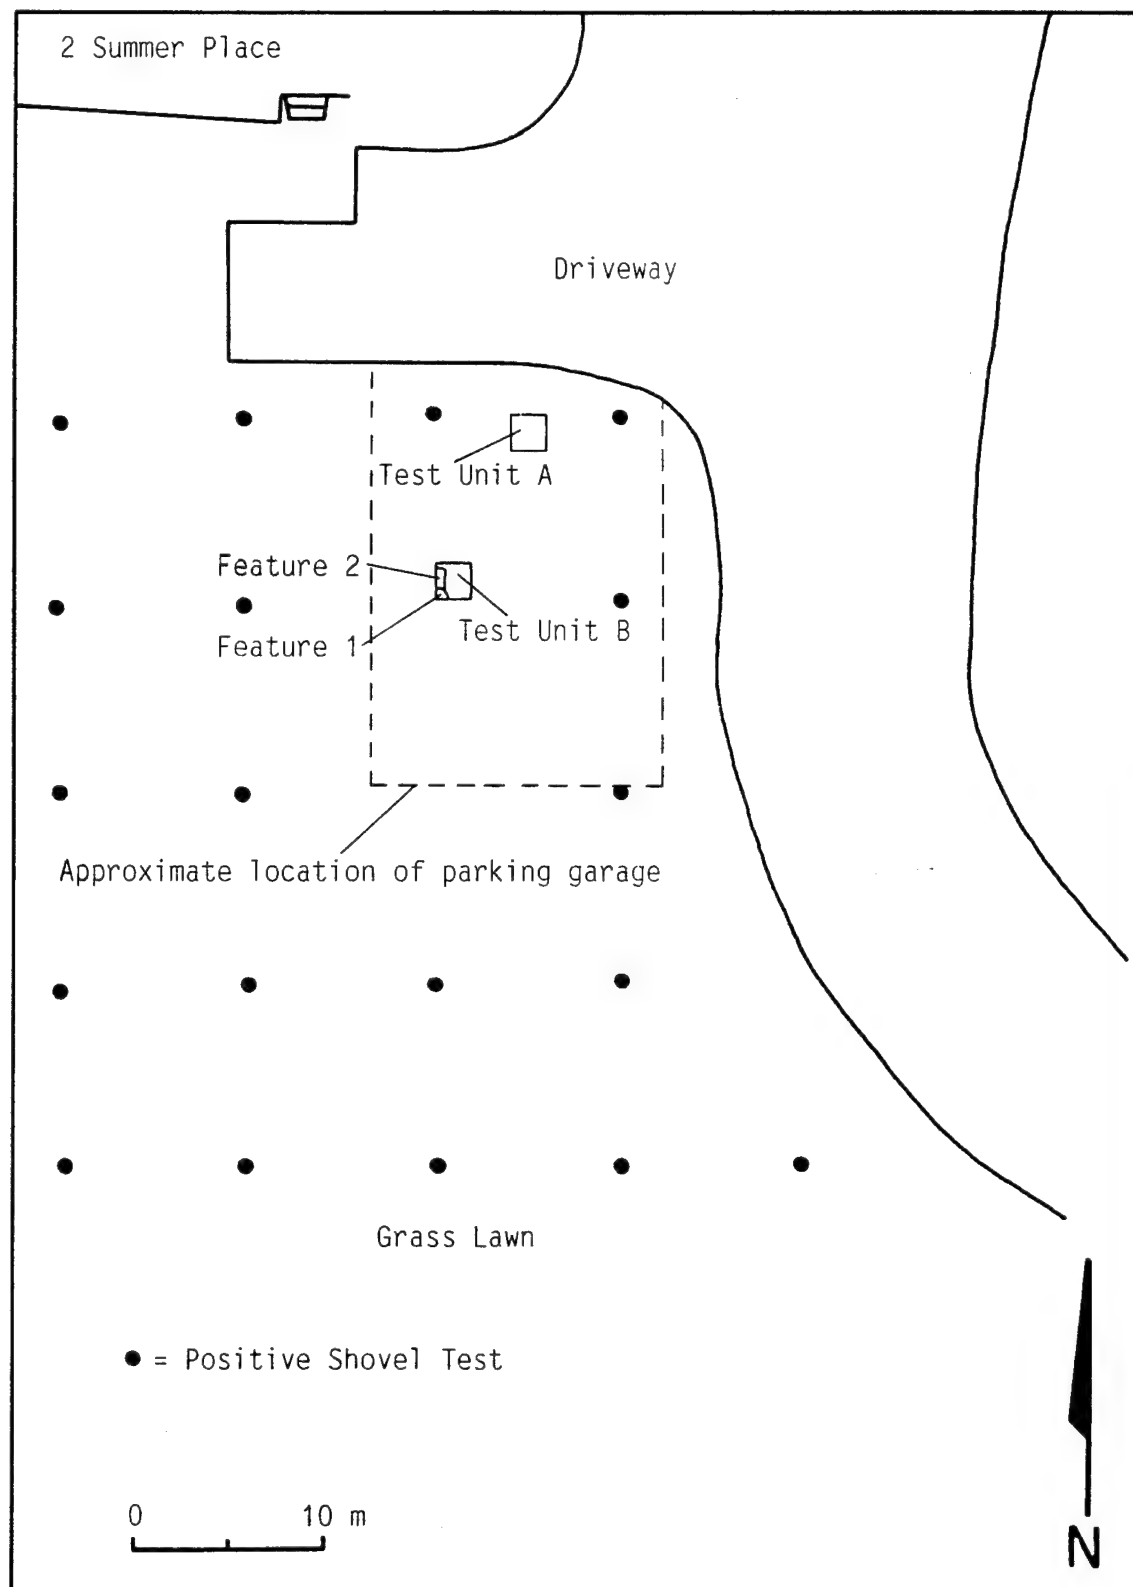 2 Summer Place
Driveway
Test Unit A
Feature 2
Test Unit B
Feature 1
Approximate location of parking garage
Grass Lawn
= Positive Shovel Test
0 10 m
N